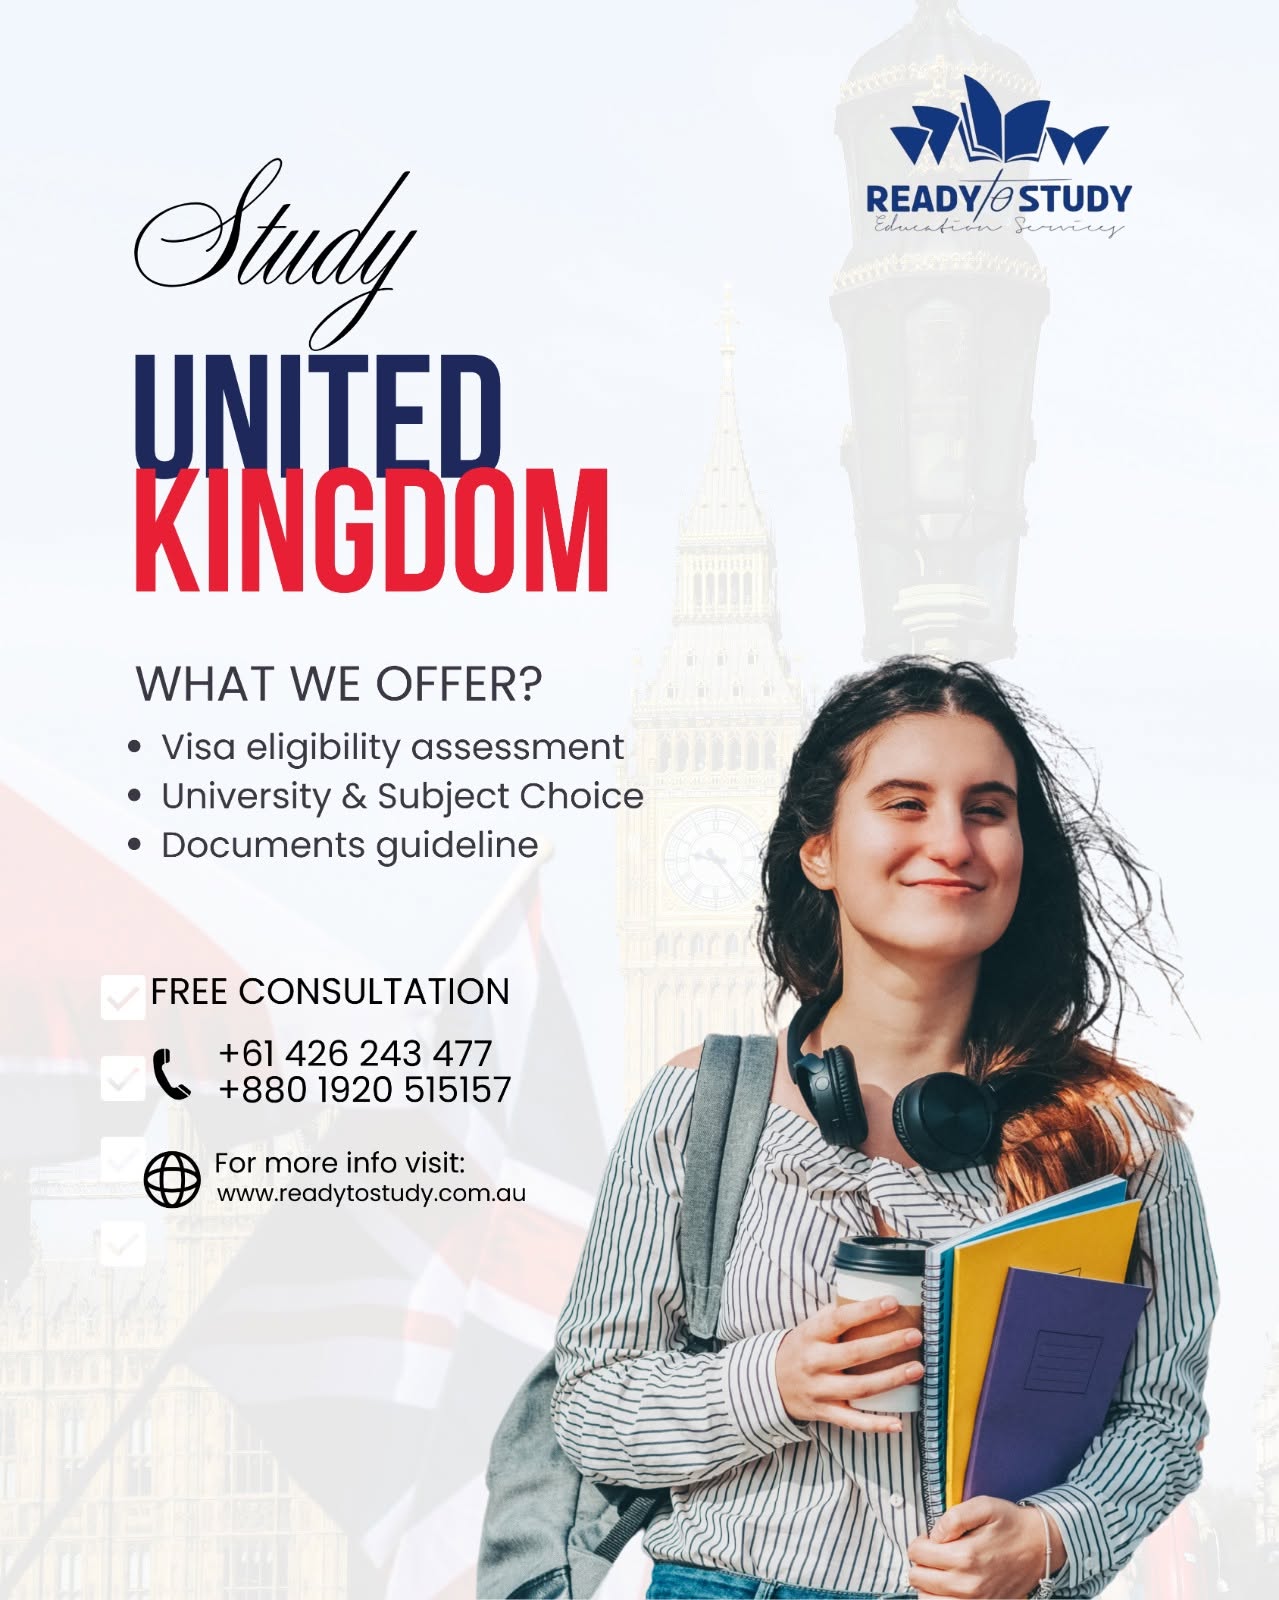 READY to STUDY
Education Services
Study
UNITED
KINGDOM
WHAT WE OFFER?
• Visa eligibility assessment
• University & Subject Choice
• Documents guideline
FREE CONSULTATION
+61 426 243 477
+880 1920 515157
For more info visit:
www.readytostudy.com.au